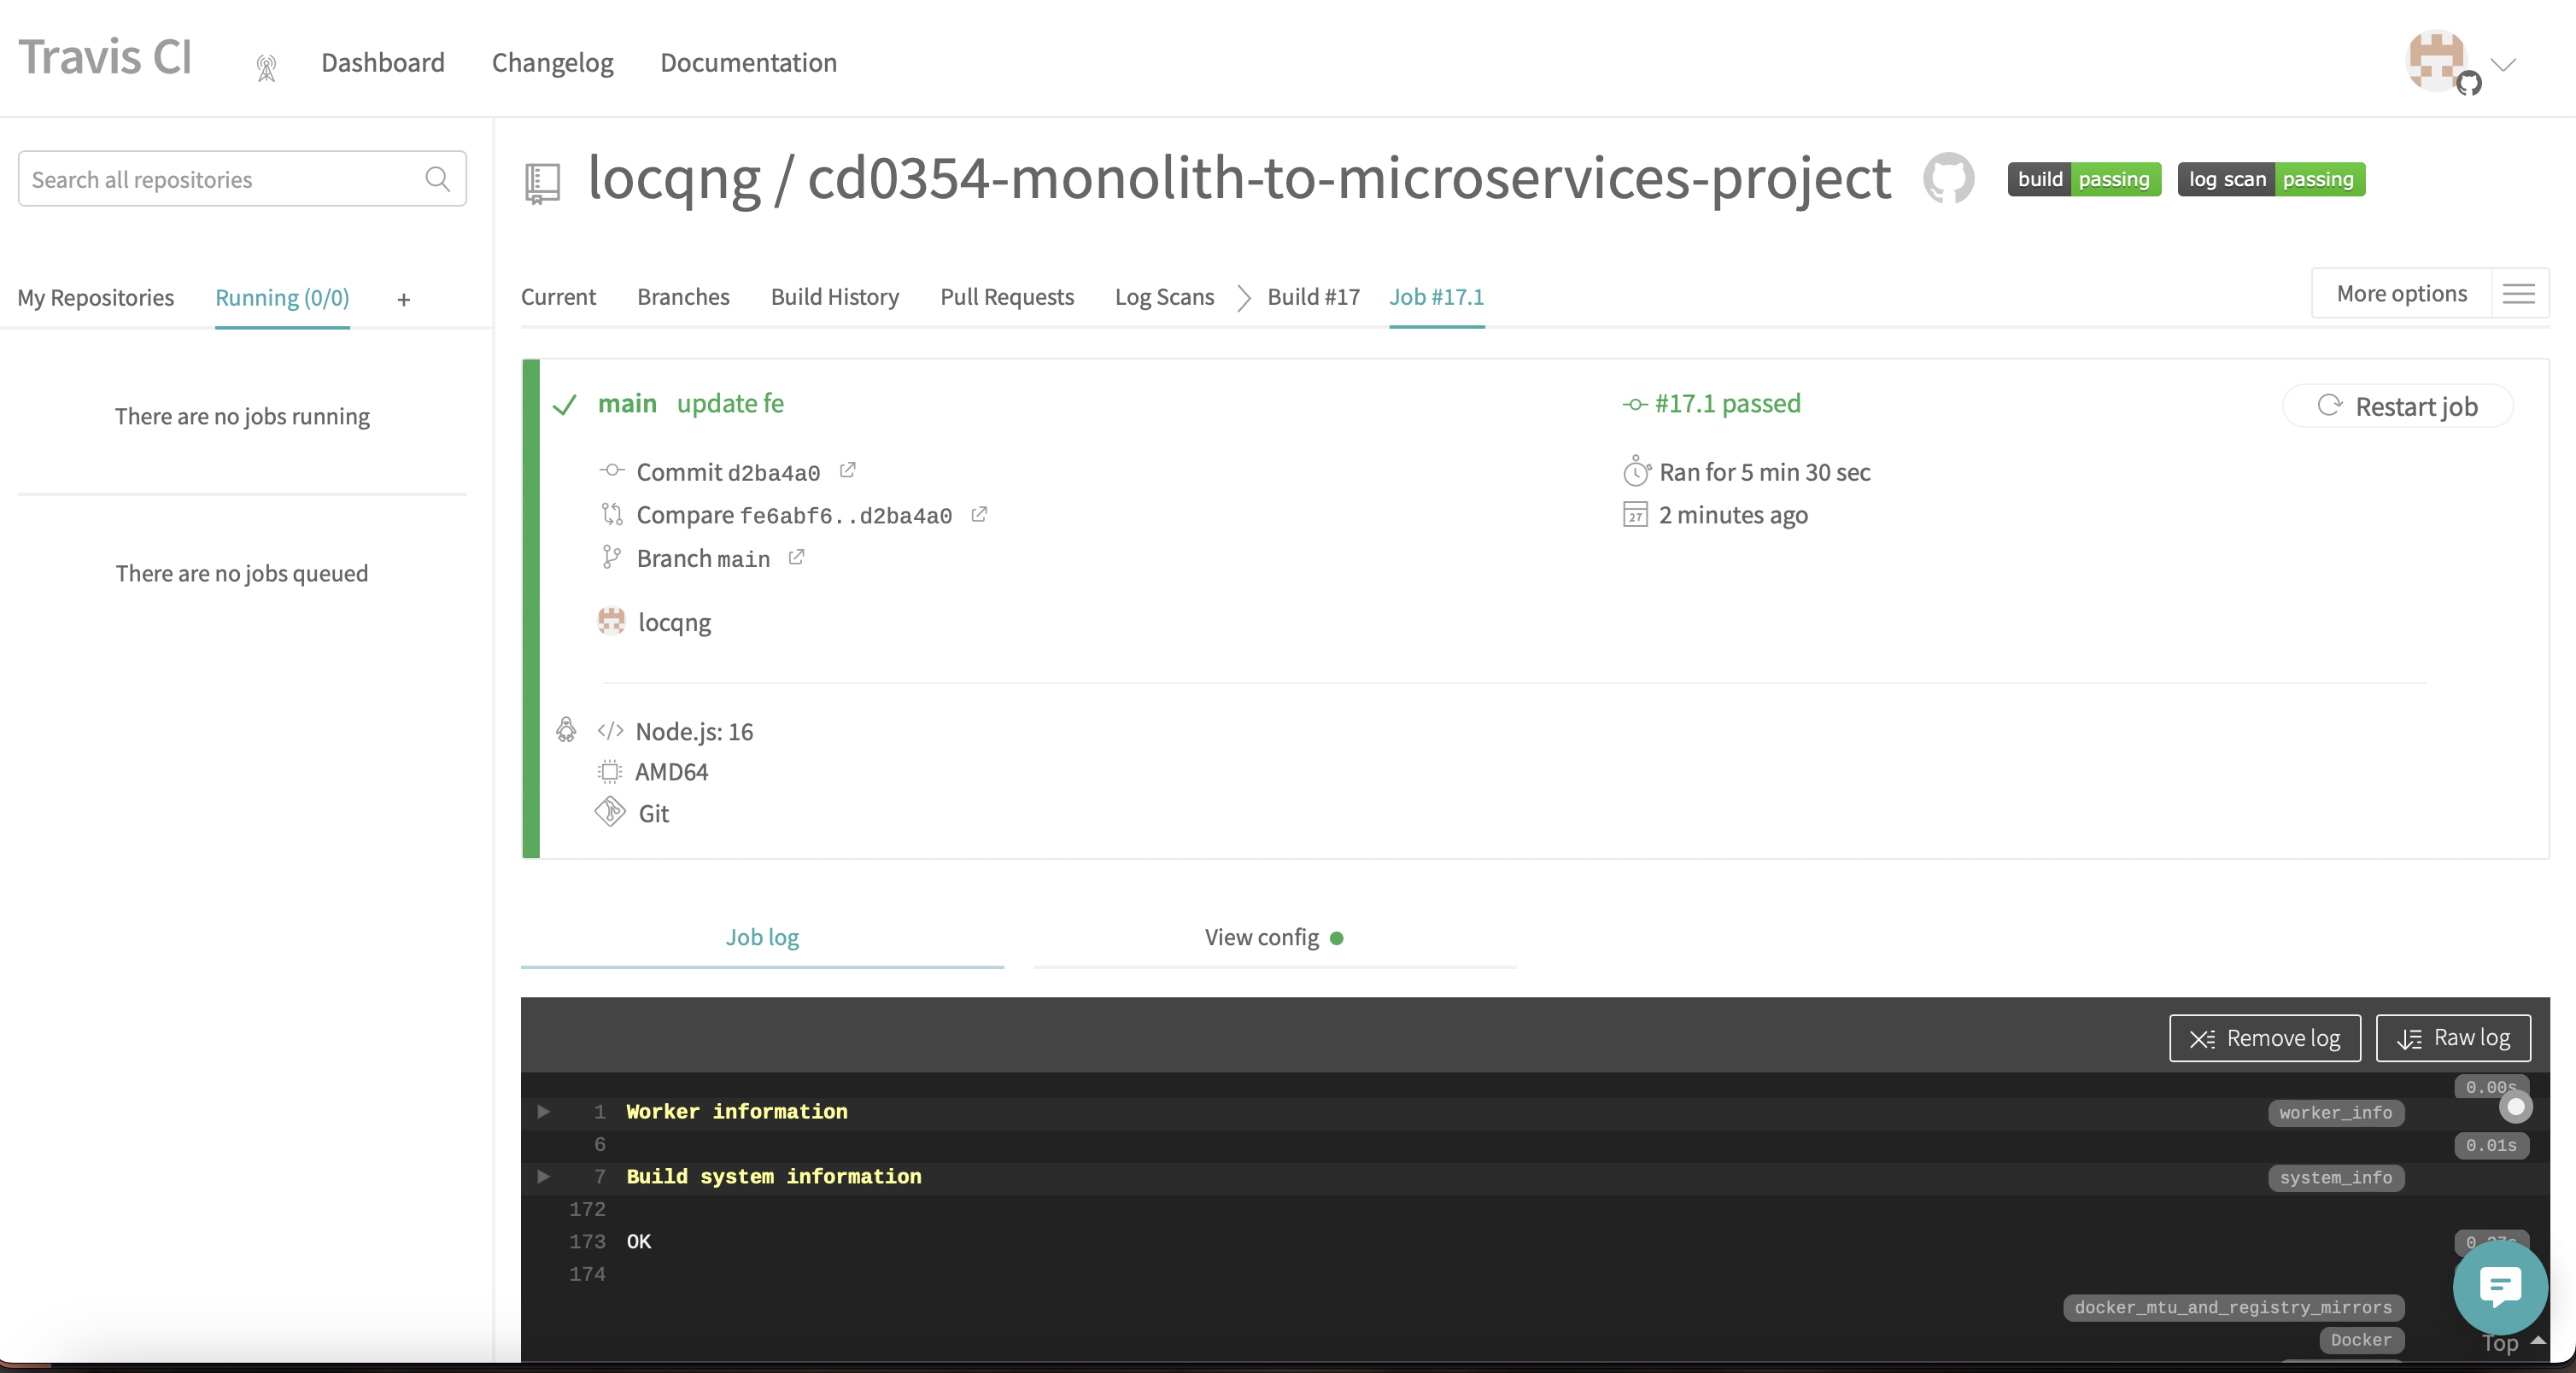 Travis CI
Dashboard
Changelog
Documentation
Search all repositories
My Repositories
Running (0/0)
+
There are no jobs running
There are no jobs queued
locqng / cd0354-monolith-to-microservices-project
build passing
log scan passing
Current
Branches
Build History
Pull Requests
Log Scans
Build #17
Job #17.1
More options
main update fe
#17.1 passed
Restart job
Commit d2ba4a0
Ran for 5 min 30 sec
Compare fe6abf6..d2ba4a0
27
2 minutes ago
Branch main
locqng
</> Node.js: 16
AMD64
Git
Job log
View config
Remove log
Raw log
0.00s
1 Worker information
worker_info
6
0.01s
7 Build system information
system_info
172
173 OK
174
docker_mtu_and_registry_mirrors
Docker
Top